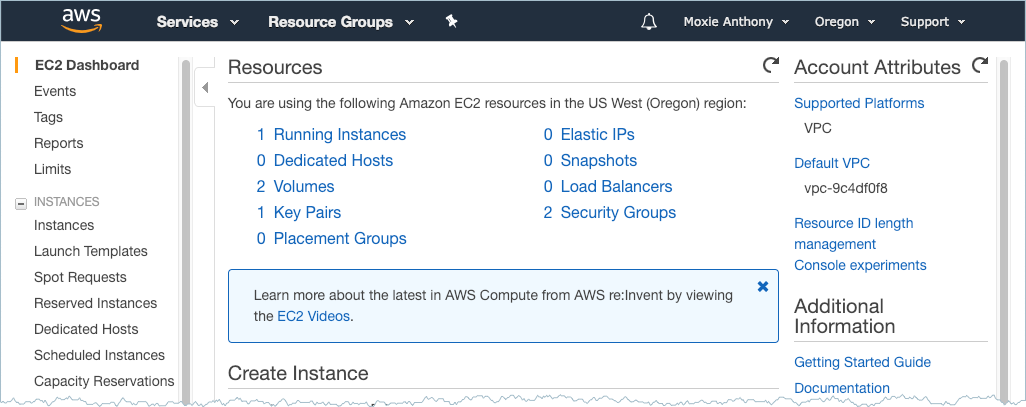 aws
Services
Resource Groups
Moxie Anthony
Oregon
Support
EC2 Dashboard
Events
Tags
Reports
Limits
INSTANCES
Instances
Launch Templates
Spot Requests
Reserved Instances
Dedicated Hosts
Scheduled Instances
Capacity Reservations
Resources
You are using the following Amazon EC2 resources in the US West (Oregon) region:
1 Running Instances
0 Dedicated Hosts
2 Volumes
1 Key Pairs
0 Placement Groups
0 Elastic IPs
0 Snapshots
0 Load Balancers
2 Security Groups
Learn more about the latest in AWS Compute from AWS re:Invent by viewing
the EC2 Videos.
Create Instance
Account Attributes
Supported Platforms
VPC
Default VPC
vpc-9c4df0f8
Resource ID length
management
Console experiments
Additional
Information
Getting Started Guide
Documentation